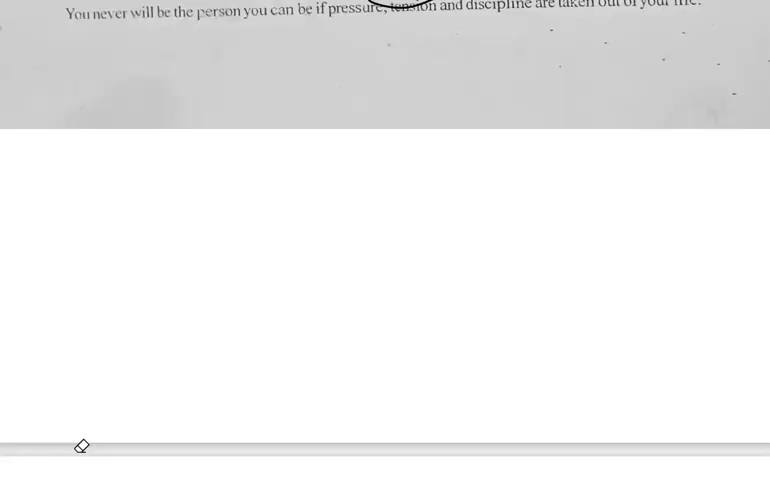 You never will be the person you can be if pressure, tension and discipline are taken out of your life.